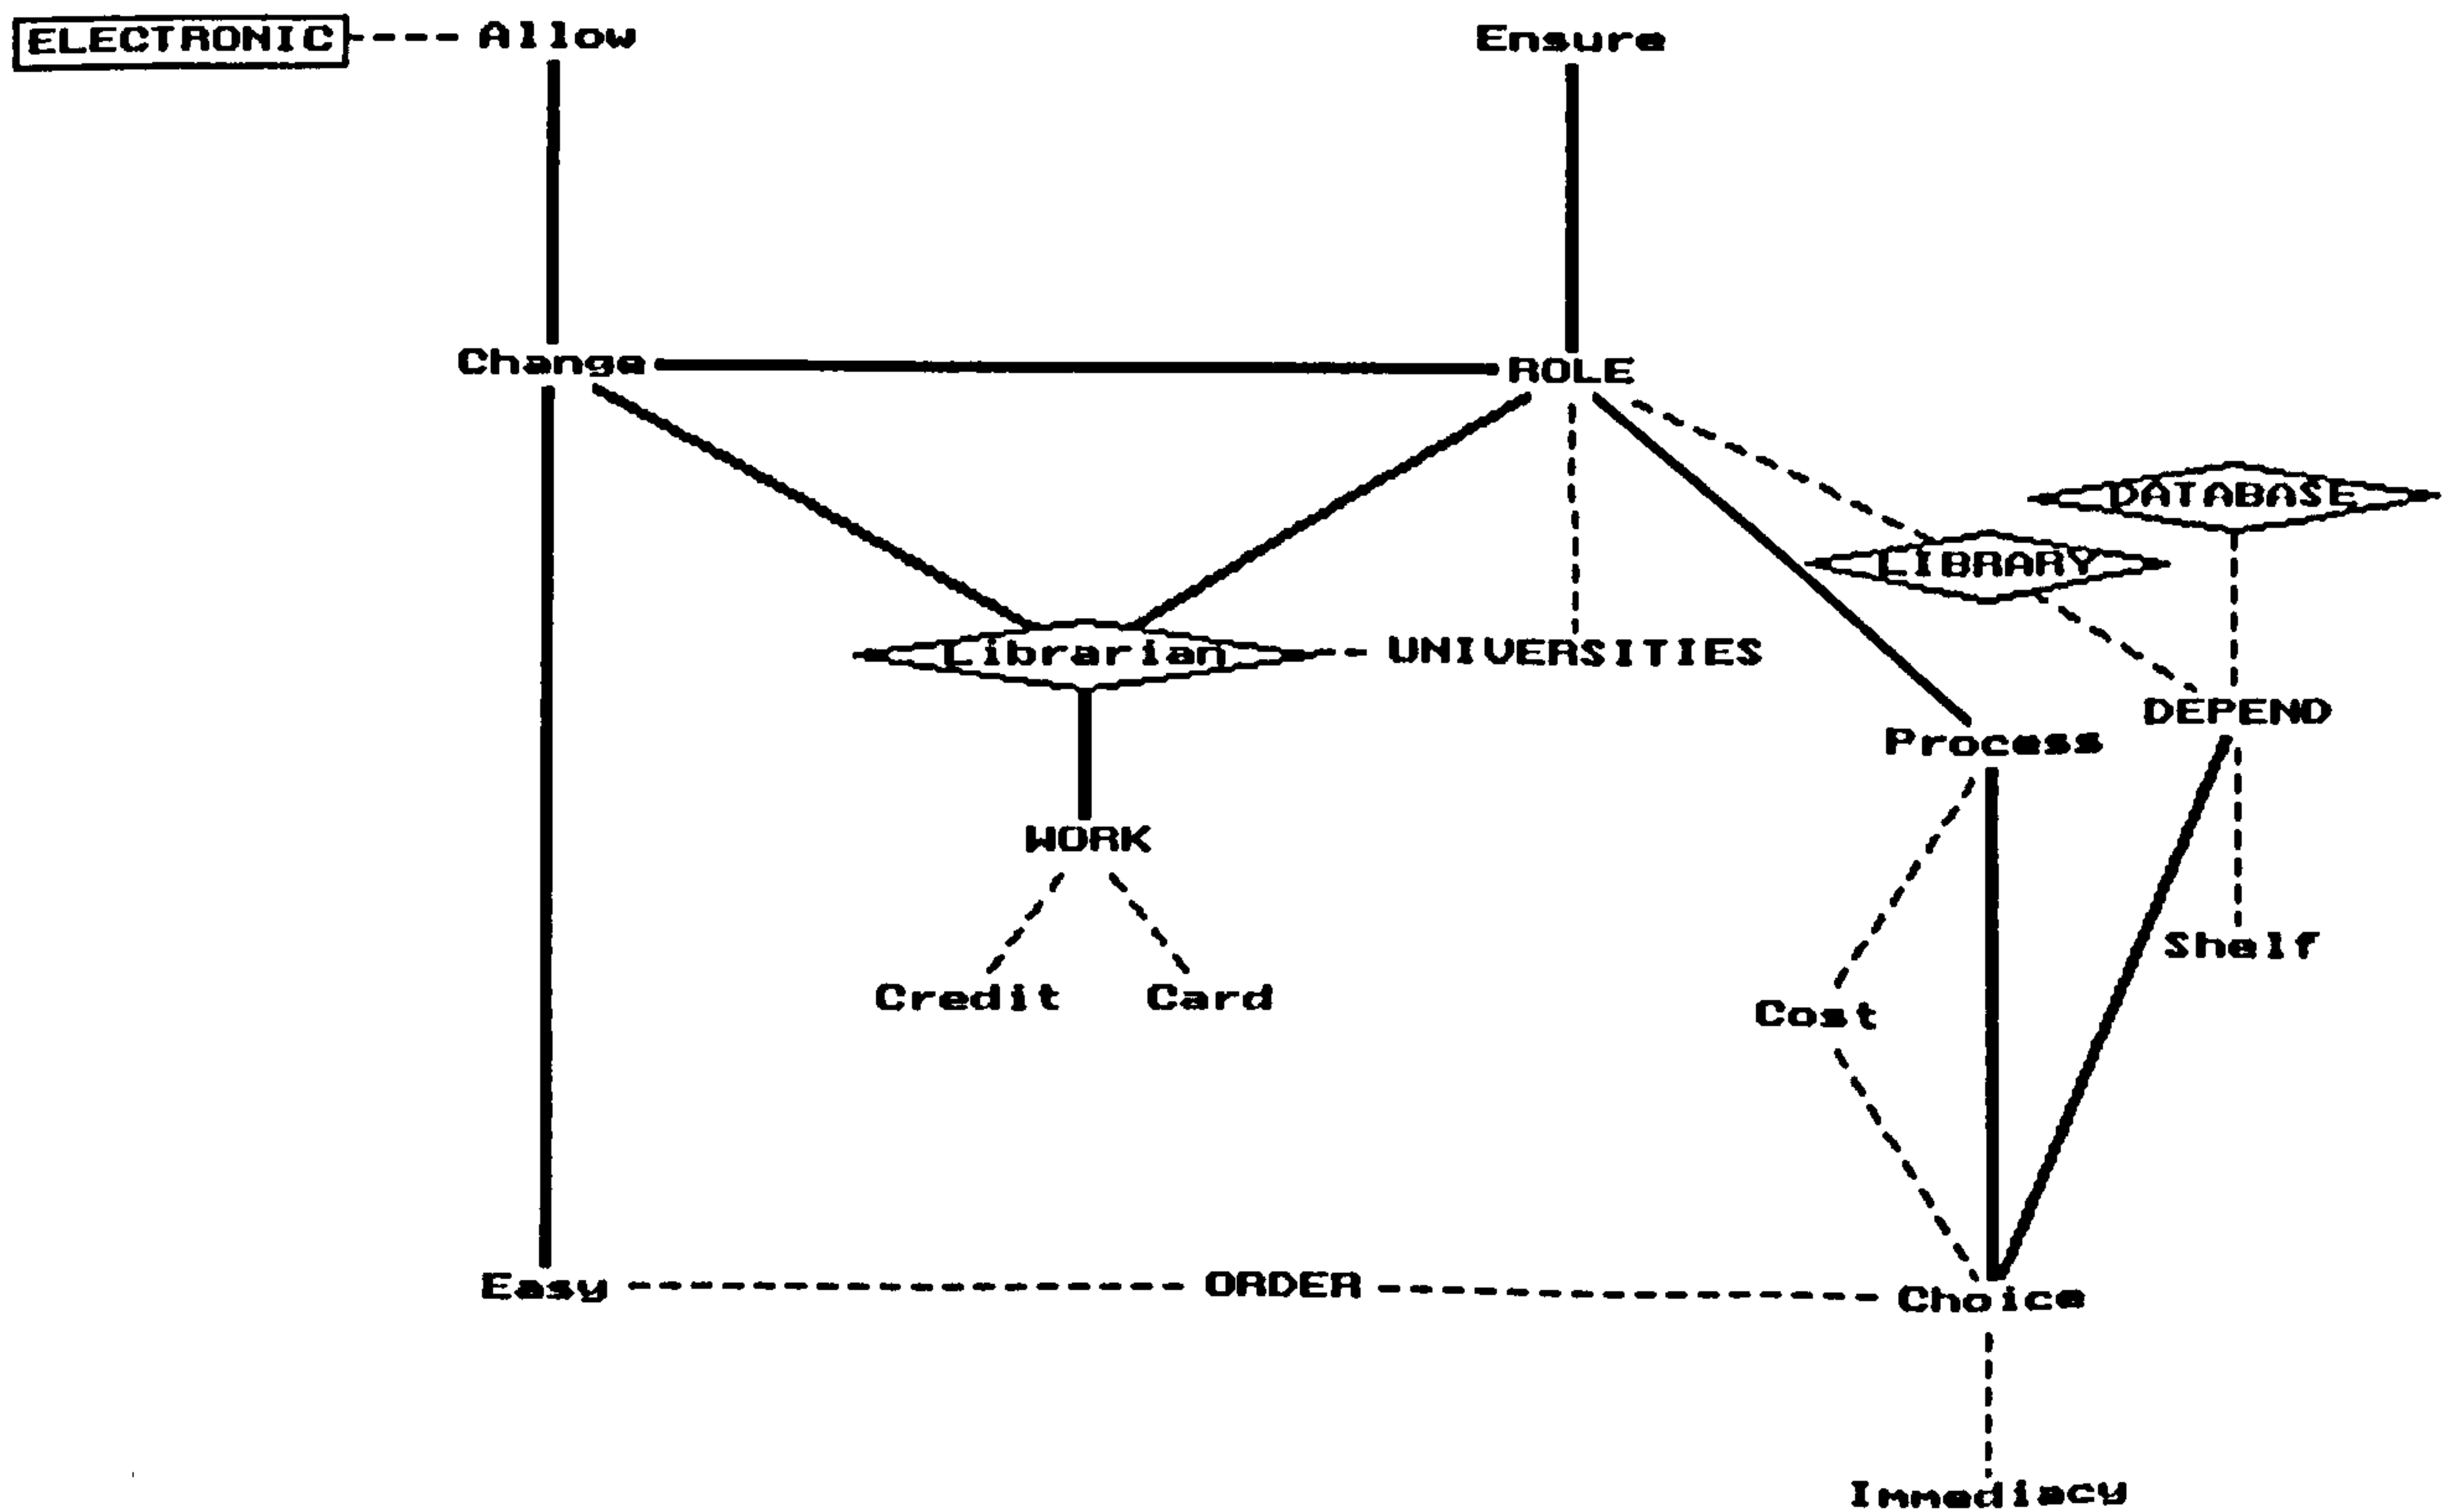 ELECTRONIC
Allow
Ensure
Change
ROLE
DATABASE
LIBRARY
Librarian
UNIVERSITIES
DEPEND
Process
WORK
Shelf
Credit
Card
Cost
Easy
ORDER
Choice
Immediacy